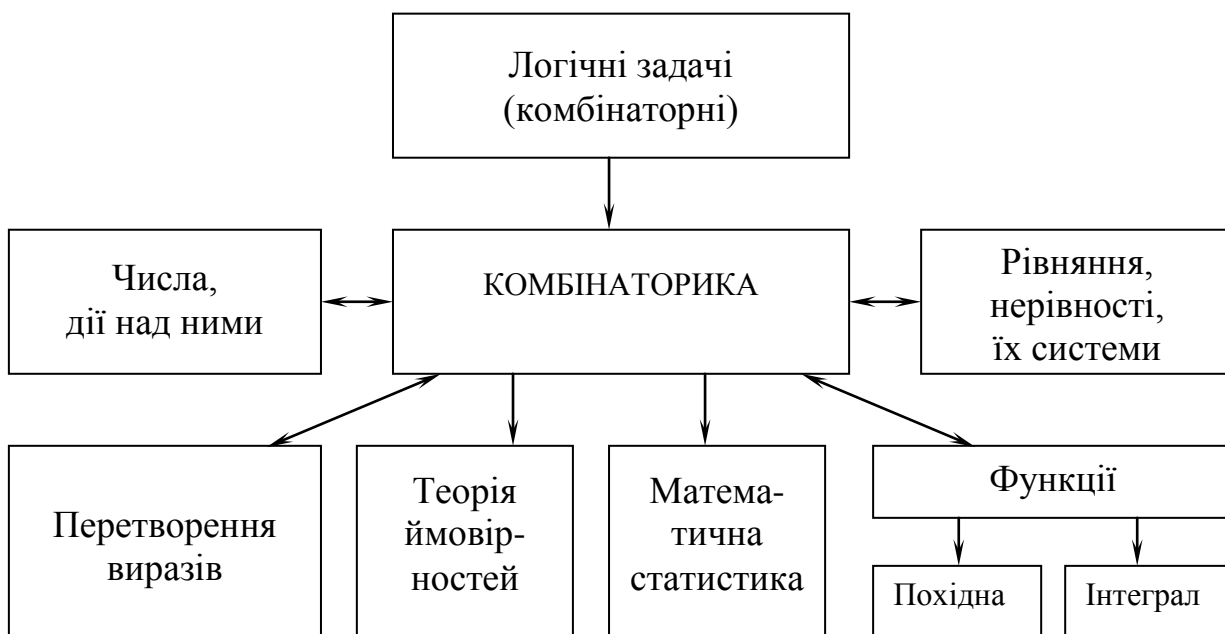 Логічні задачі
(комбінаторні)
Числа,
дії над ними
КОМБІНАТОРИКА
Рівняння,
нерівності,
їх системи
Перетворення
виразів
Теорія
ймовір-
ностей
Матема-
тична
статистика
Функції
Похідна
Інтеграл